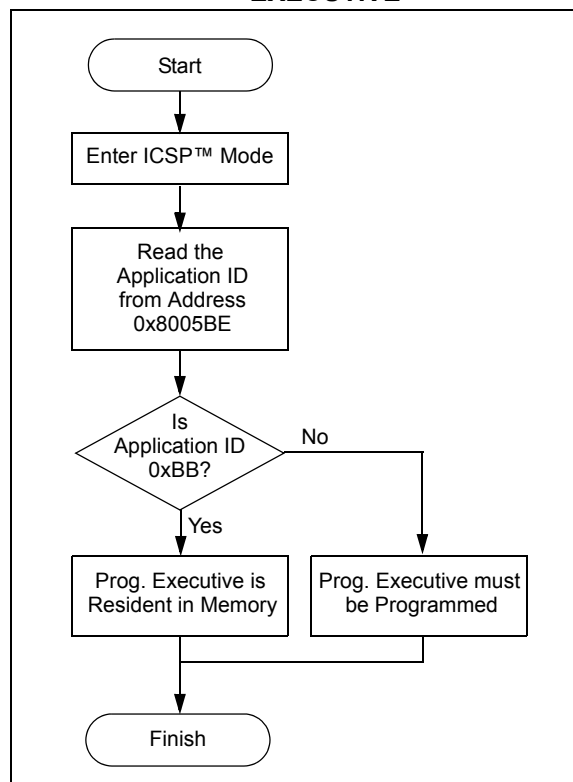 EXECUTIVE
Start
Enter ICSP™ Mode
Read the
Application ID
from Address
0x8005BE
Is
Application ID
0xBB?
No
Yes
Prog. Executive is
Resident in Memory
Prog. Executive must
be Programmed
Finish